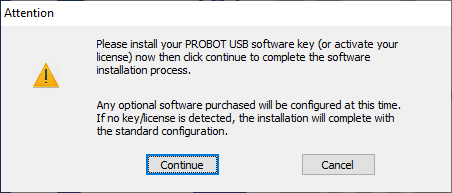 Attention
Please install your PROBOT USB software key (or activate your
license) now then click continue to complete the software
installation process.
Any optional software purchased will be configured at this time.
If no key/license is detected, the installation will complete with
the standard configuration.
Continue
Cancel